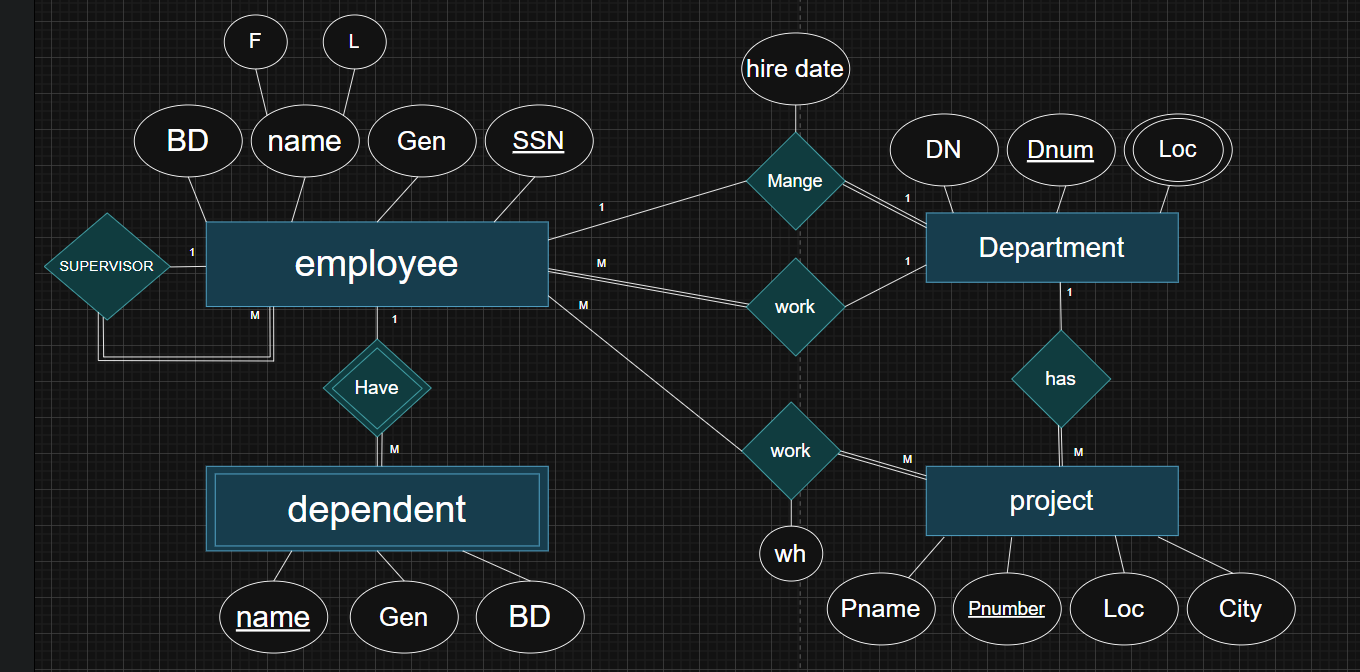 F
L
hire date
BD
name
Gen
SSN
DN
Dnum
Loc
Mange
1
1
SUPERVISOR
1
employee
Department
M
1
work
M
1
M
1
Have
has
M
work
M
M
dependent
project
wh
name
Gen
BD
Pname
Pnumber
Loc
City